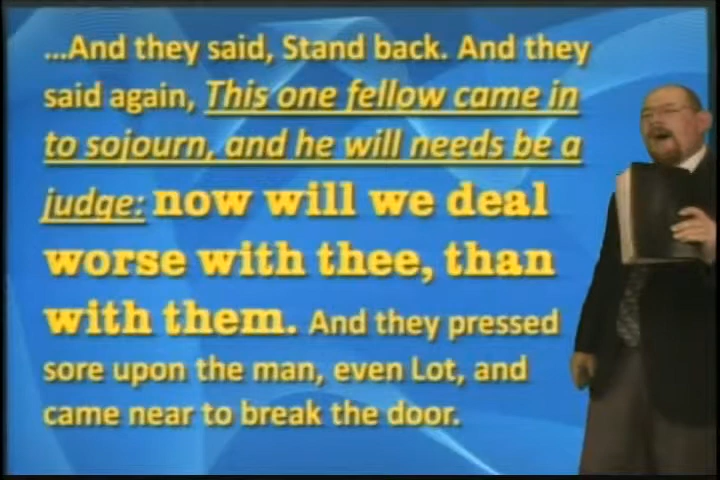 …And they said, Stand back. And they
said again, This one fellow came in
to sojourn, and he will needs be a
judge: now will we deal
worse with thee, than
with them. And they pressed
sore upon the man, even Lot, and
came near to break the door.